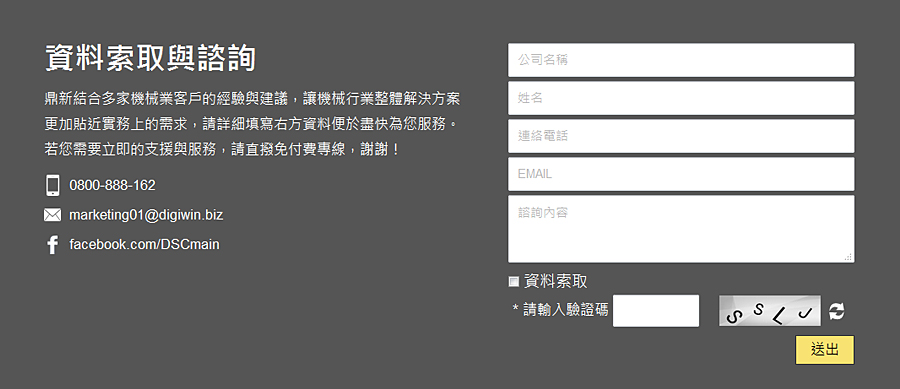 資料索取與諮詢
鼎新結合多家機械業客戶的經驗與建議，讓機械行業整體解決方案
更加貼近實務上的需求，請詳細填寫右方資料便於盡快為您服務。
若您需要立即的支援與服務，請直撥免付費專線，謝謝！
0800-888-162
marketing01@digiwin.biz
facebook.com/DSCmain
公司名稱
姓名
連絡電話
EMAIL
諮詢內容
資料索取
* 請輸入驗證碼
S S L J
送出